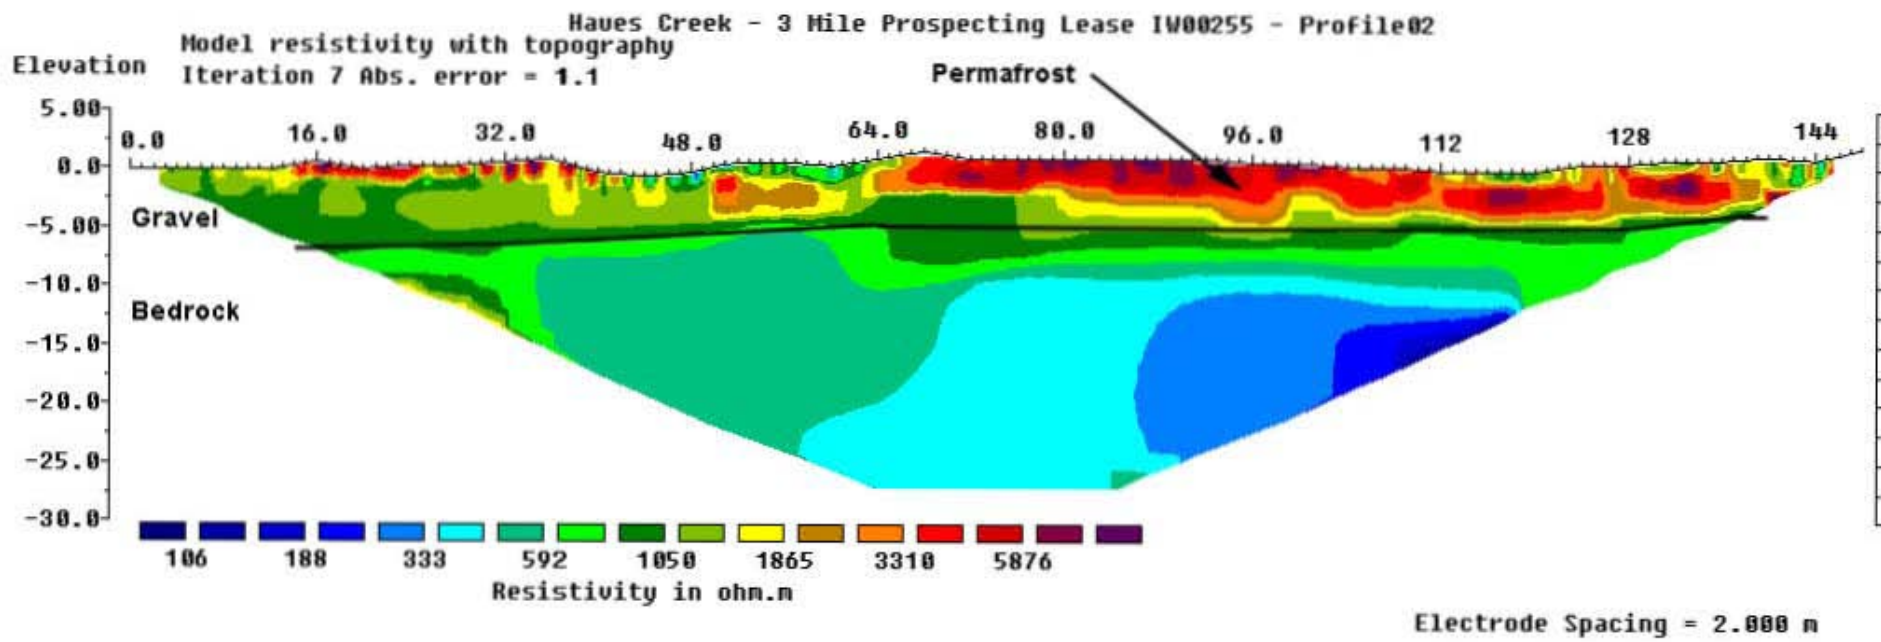 Haves Creek - 3 Mile Prospecting Lease IW00255 - Profile02
Model resistivity with topography
Elevation
Iteration 7 Abs. error = 1.1
Permafrost
5.00
0.0 16.0 32.0 48.0 64.0 80.0 96.0 112 128 144
0.0
-5.00
Gravel
-10.0
Bedrock
-15.0
-20.0
-25.0
-30.0
106 188 333 592 1050 1865 3310 5876
Resistivity in ohm.m
Electrode Spacing = 2.000 m